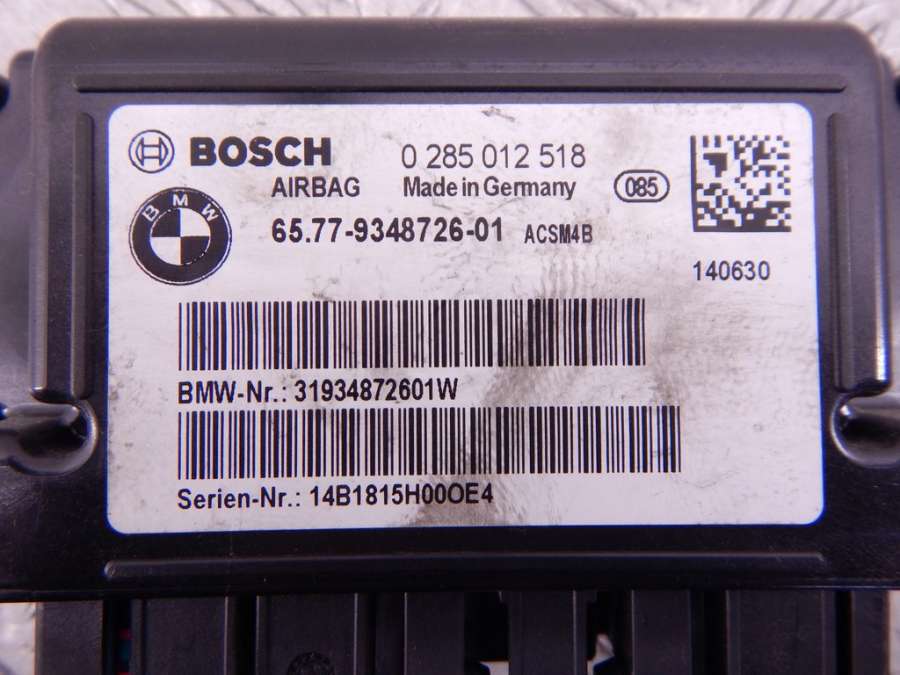 BOSCH 0 285 012 518
AIRBAG Made in Germany 085
BMW
65.77-9348726-01 ACSM4B
140630
BMW-Nr.: 31934872601W
Serien-Nr.: 14B1815H00OE4